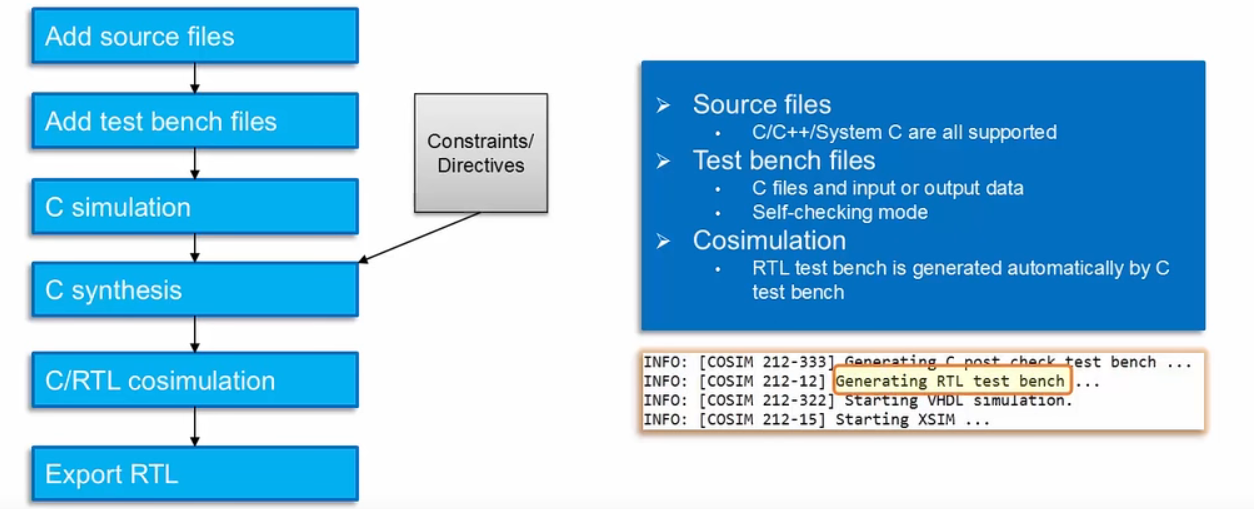 Add source files
Add test bench files
C simulation
C synthesis
C/RTL cosimulation
Export RTL
Constraints/
Directives
➢ Source files
• C/C++/System C are all supported
➢ Test bench files
• C files and input or output data
• Self-checking mode
➢ Cosimulation
• RTL test bench is generated automatically by C
test bench
INFO: [COSIM 212-333] Generating C post check test bench ...
INFO: [COSIM 212-12] Generating RTL test bench ...
INFO: [COSIM 212-322] Starting VHDL simulation.
INFO: [COSIM 212-15] Starting XSIM ...